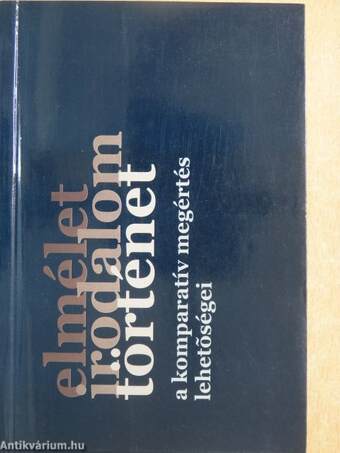 elmélet
irodalom
történet
a komparatív megértés
lehetőségei
Antikvárium.hu